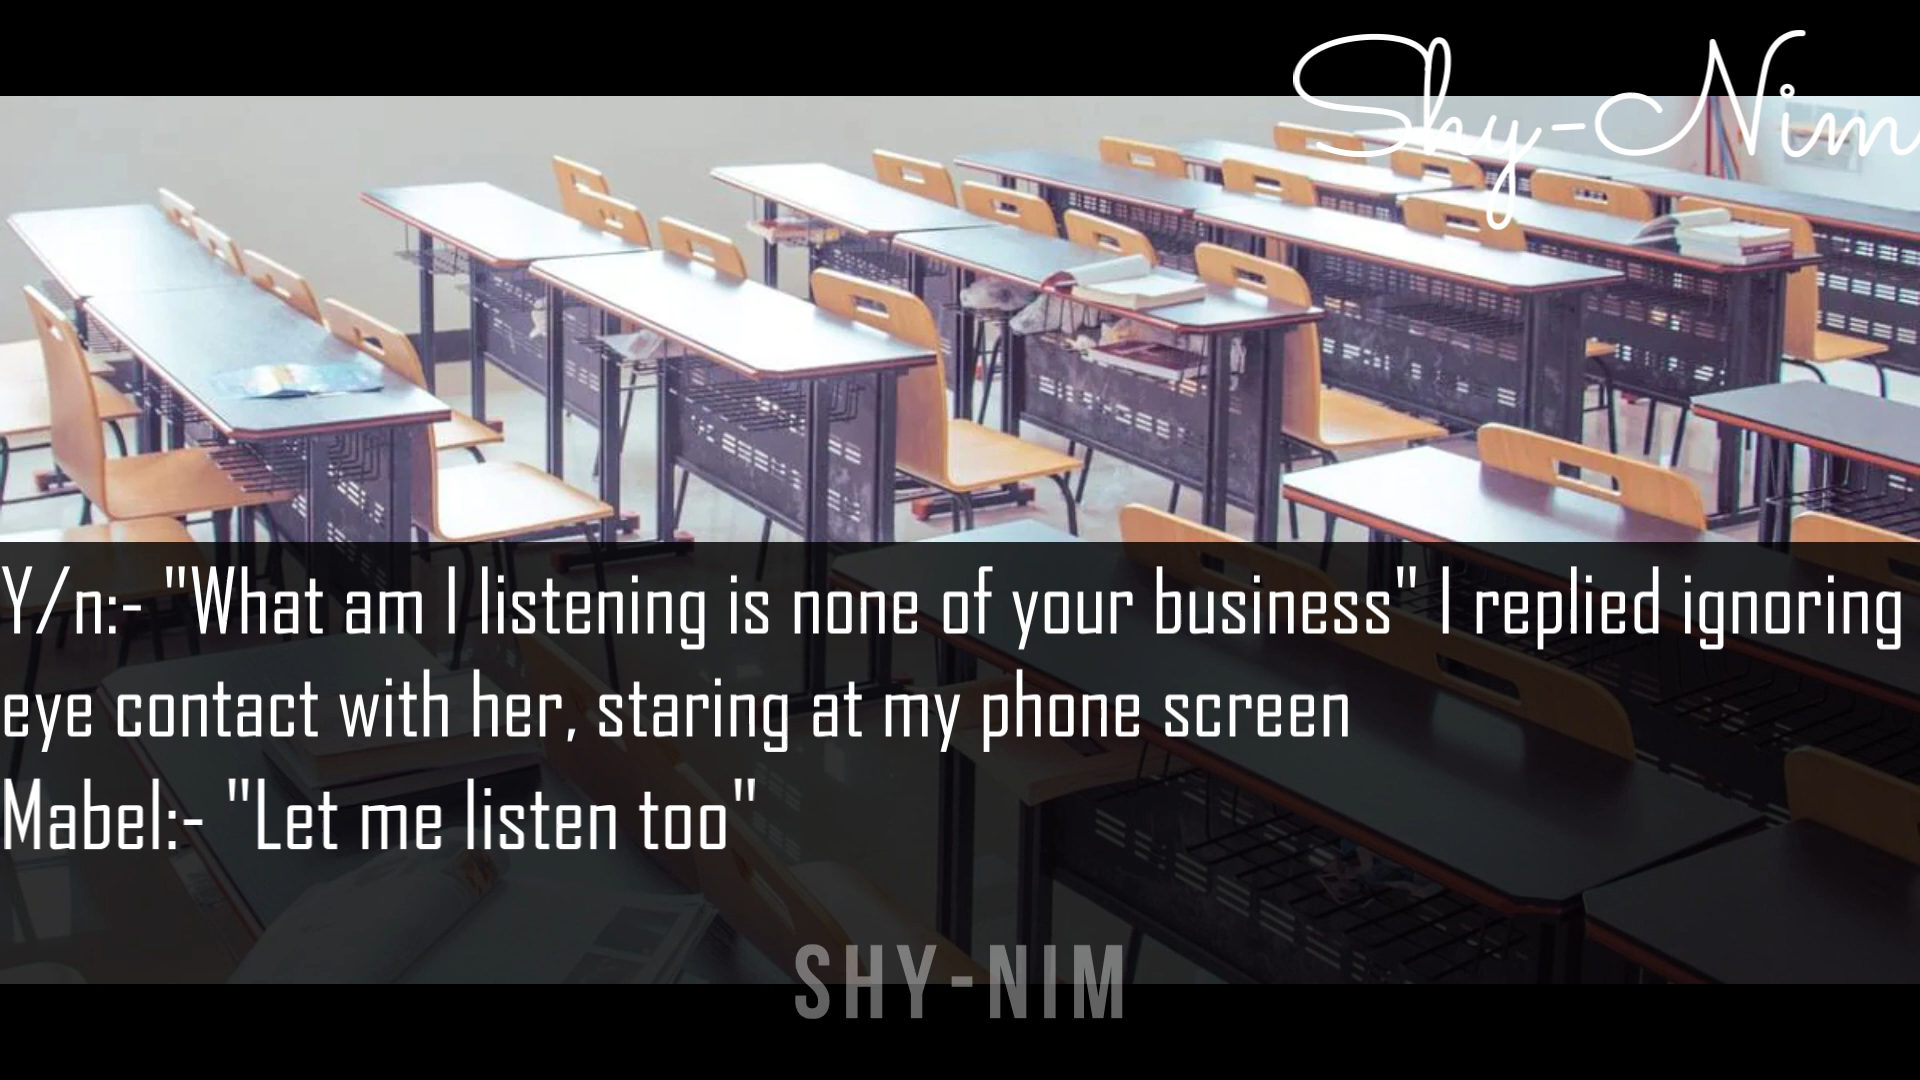 Shy-Nim
Y/n:- "What am I listening is none of your business" I replied ignoring
eye contact with her, staring at my phone screen
Mabel:- "Let me listen too"
SHY-NIM